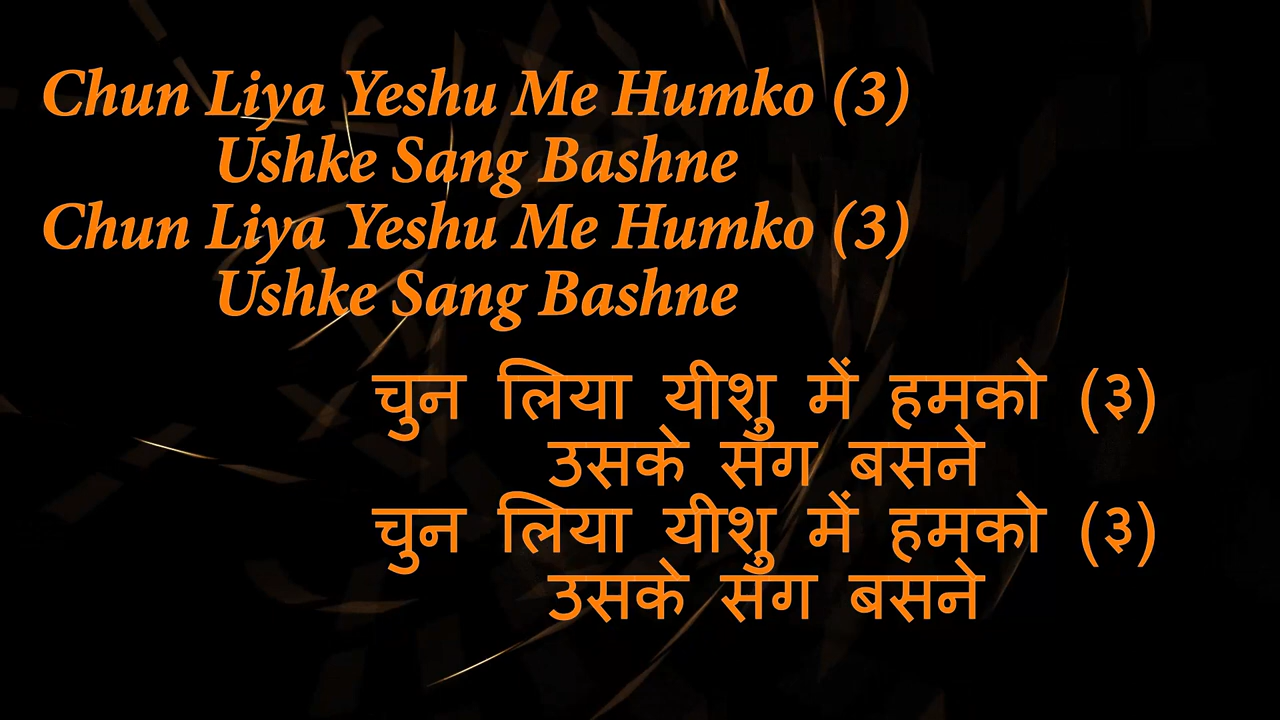 Chun Liya Yeshu Me Humko (3)
Ushke Sang Bashne
Chun Liya Yeshu Me Humko (3)
Ushke Sang Bashne
चुन लिया यीशु में हमको (३)
उसके संग बसने
चुन लिया यीशु में हमको (३)
उसके संग बसने